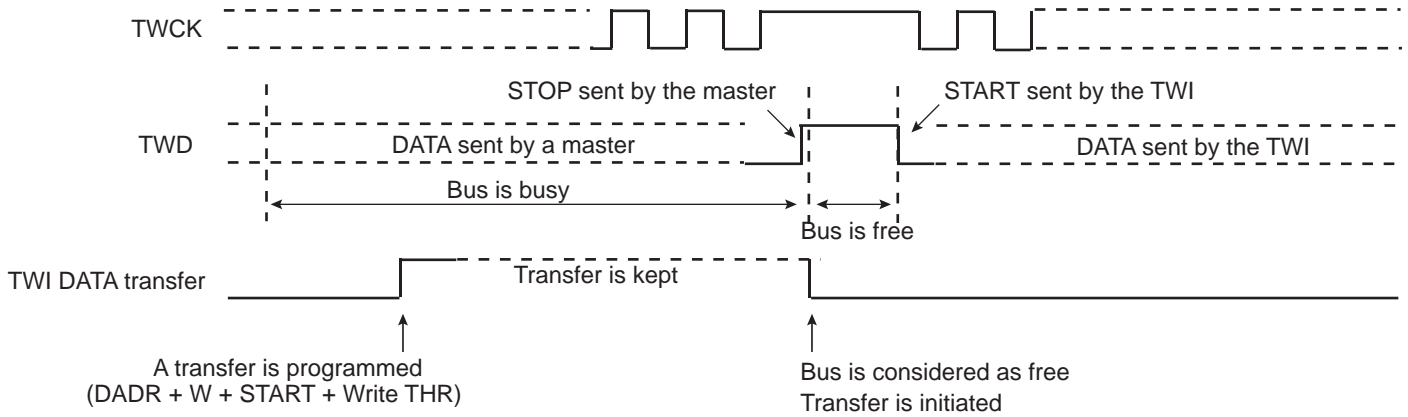 TWCK
STOP sent by the master
START sent by the TWI
TWD
DATA sent by a master
DATA sent by the TWI
Bus is busy
Bus is free
TWI DATA transfer
Transfer is kept
A transfer is programmed
(DADR + W + START + Write THR)
Bus is considered as free
Transfer is initiated